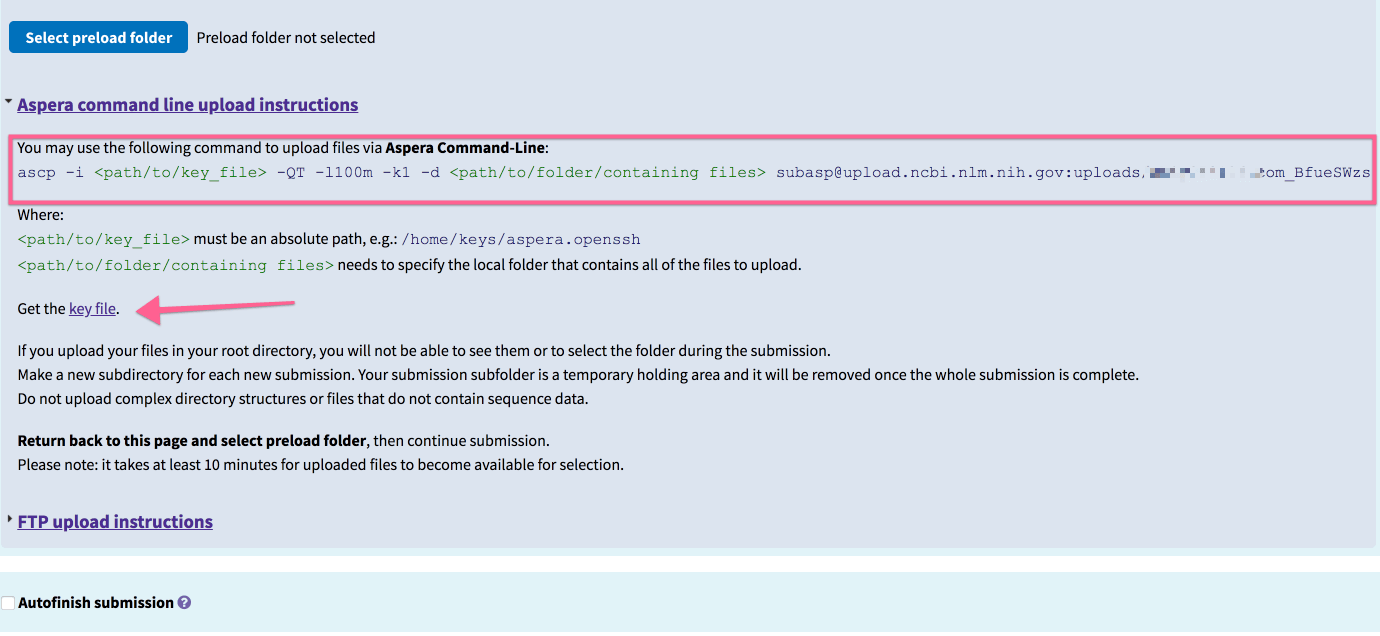 Select preload folder Preload folder not selected
Aspera command line upload instructions
You may use the following command to upload files via Aspera Command-Line:
ascp -i <path/to/key_file> -QT -l100m -k1 -d <path/to/folder/containing files> subasp@upload.ncbi.nlm.nih.gov:uploads/ om_BfueSWzs
Where:
<path/to/key_file> must be an absolute path, e.g.: /home/keys/aspera.openssh
<path/to/folder/containing files> needs to specify the local folder that contains all of the files to upload.
Get the key file.
If you upload your files in your root directory, you will not be able to see them or to select the folder during the submission.
Make a new subdirectory for each new submission. Your submission subfolder is a temporary holding area and it will be removed once the whole submission is complete.
Do not upload complex directory structures or files that do not contain sequence data.
Return back to this page and select preload folder, then continue submission.
Please note: it takes at least 10 minutes for uploaded files to become available for selection.
FTP upload instructions
Autofinish submission ?